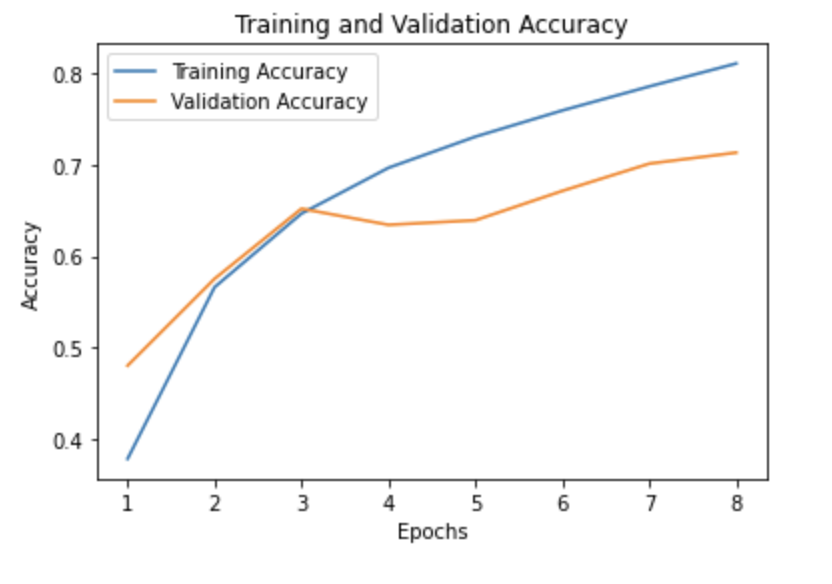 Training and Validation Accuracy
Training Accuracy
Validation Accuracy
0.8
0.7
0.6
0.5
0.4
Accuracy
1 2 3 4 5 6 7 8
Epochs